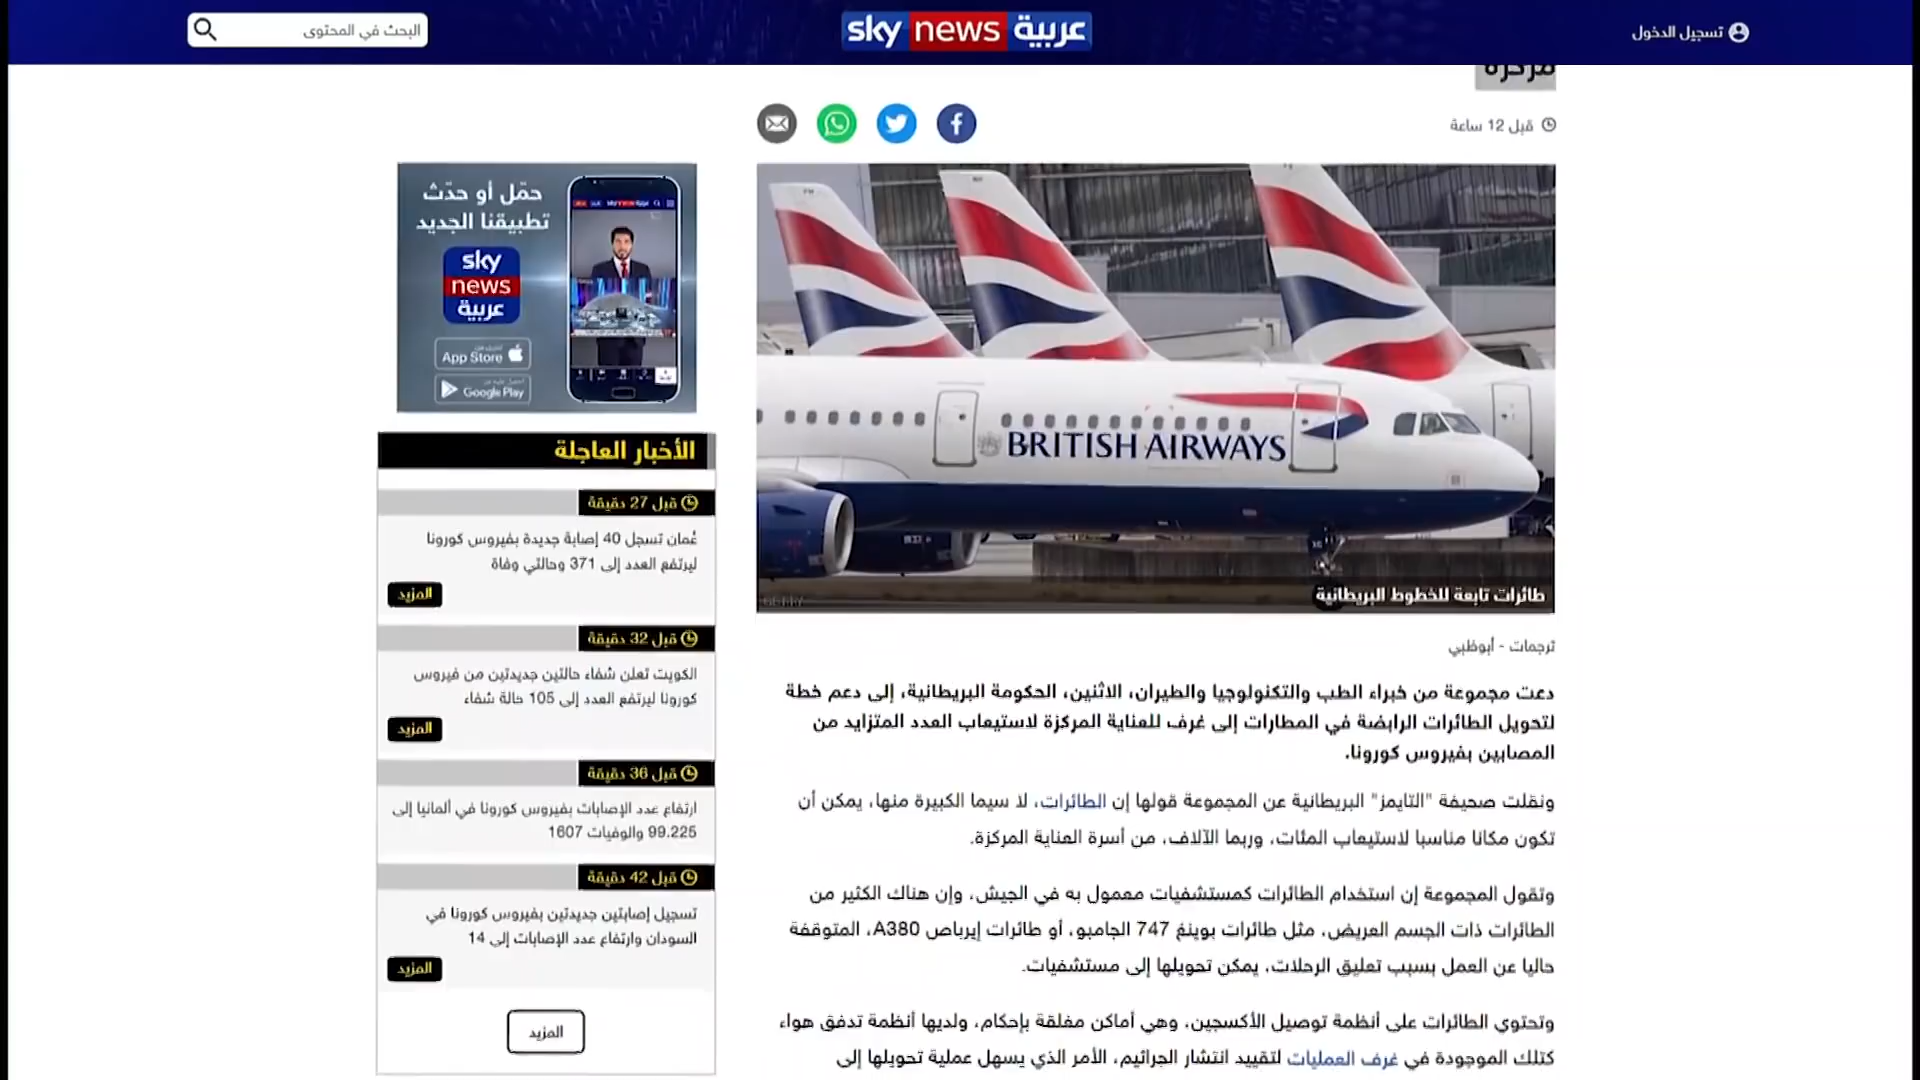 تسجيل الدخول
sky news عربية
البحث في المحتوى
مركزة
قبل 12 ساعة
BRITISH AIRWAYS
طائرات تابعة للخطوط البريطانية
ترجمات - أبوظبي
دعت مجموعة من خبراء الطب والتكنولوجيا والطيران، الاثنين، الحكومة البريطانية، إلى دعم خطة
لتحويل الطائرات الرابضة في المطارات إلى غرف للعناية المركزة لاستيعاب العدد المتزايد من
المصابين بفيروس كورونا.
ونقلت صحيفة "التايمز" البريطانية عن المجموعة قولها إن الطائرات، لا سيما الكبيرة منها، يمكن أن
تكون مكانا مناسبا لاستيعاب المئات، وربما الآلاف، من أسرة العناية المركزة.
وتقول المجموعة إن استخدام الطائرات كمستشفيات معمول به في الجيش، وإن هناك الكثير من
الطائرات ذات الجسم العريض، مثل طائرات بوينغ 747 الجامبو، أو طائرات إيرباص A380، المتوقفة
حاليا عن العمل بسبب تعليق الرحلات، يمكن تحويلها إلى مستشفيات.
وتحتوي الطائرات على أنظمة توصيل الأكسجين، وهي أماكن مغلقة بإحكام، ولديها أنظمة تدفق هواء
كتلك الموجودة في غرف العمليات لتقييد انتشار الجراثيم، الأمر الذي يسهل عملية تحويلها إلى
حمّل أو حدّث
تطبيقنا الجديد
sky
news
عربية
App Store
Google Play
الأخبار العاجلة
قبل 27 دقيقة
عُمان تسجل 40 إصابة جديدة بفيروس كورونا
ليرتفع العدد إلى 371 وحالتي وفاة
المزيد
قبل 32 دقيقة
الكويت تعلن شفاء حالتين جديدتين من فيروس
كورونا ليرتفع العدد إلى 105 حالة شفاء
المزيد
قبل 36 دقيقة
ارتفاع عدد الإصابات بفيروس كورونا في ألمانيا إلى
99.225 والوفيات 1607
قبل 42 دقيقة
تسجيل إصابتين جديدتين بفيروس كورونا في
السودان وارتفاع عدد الإصابات إلى 14
المزيد
المزيد